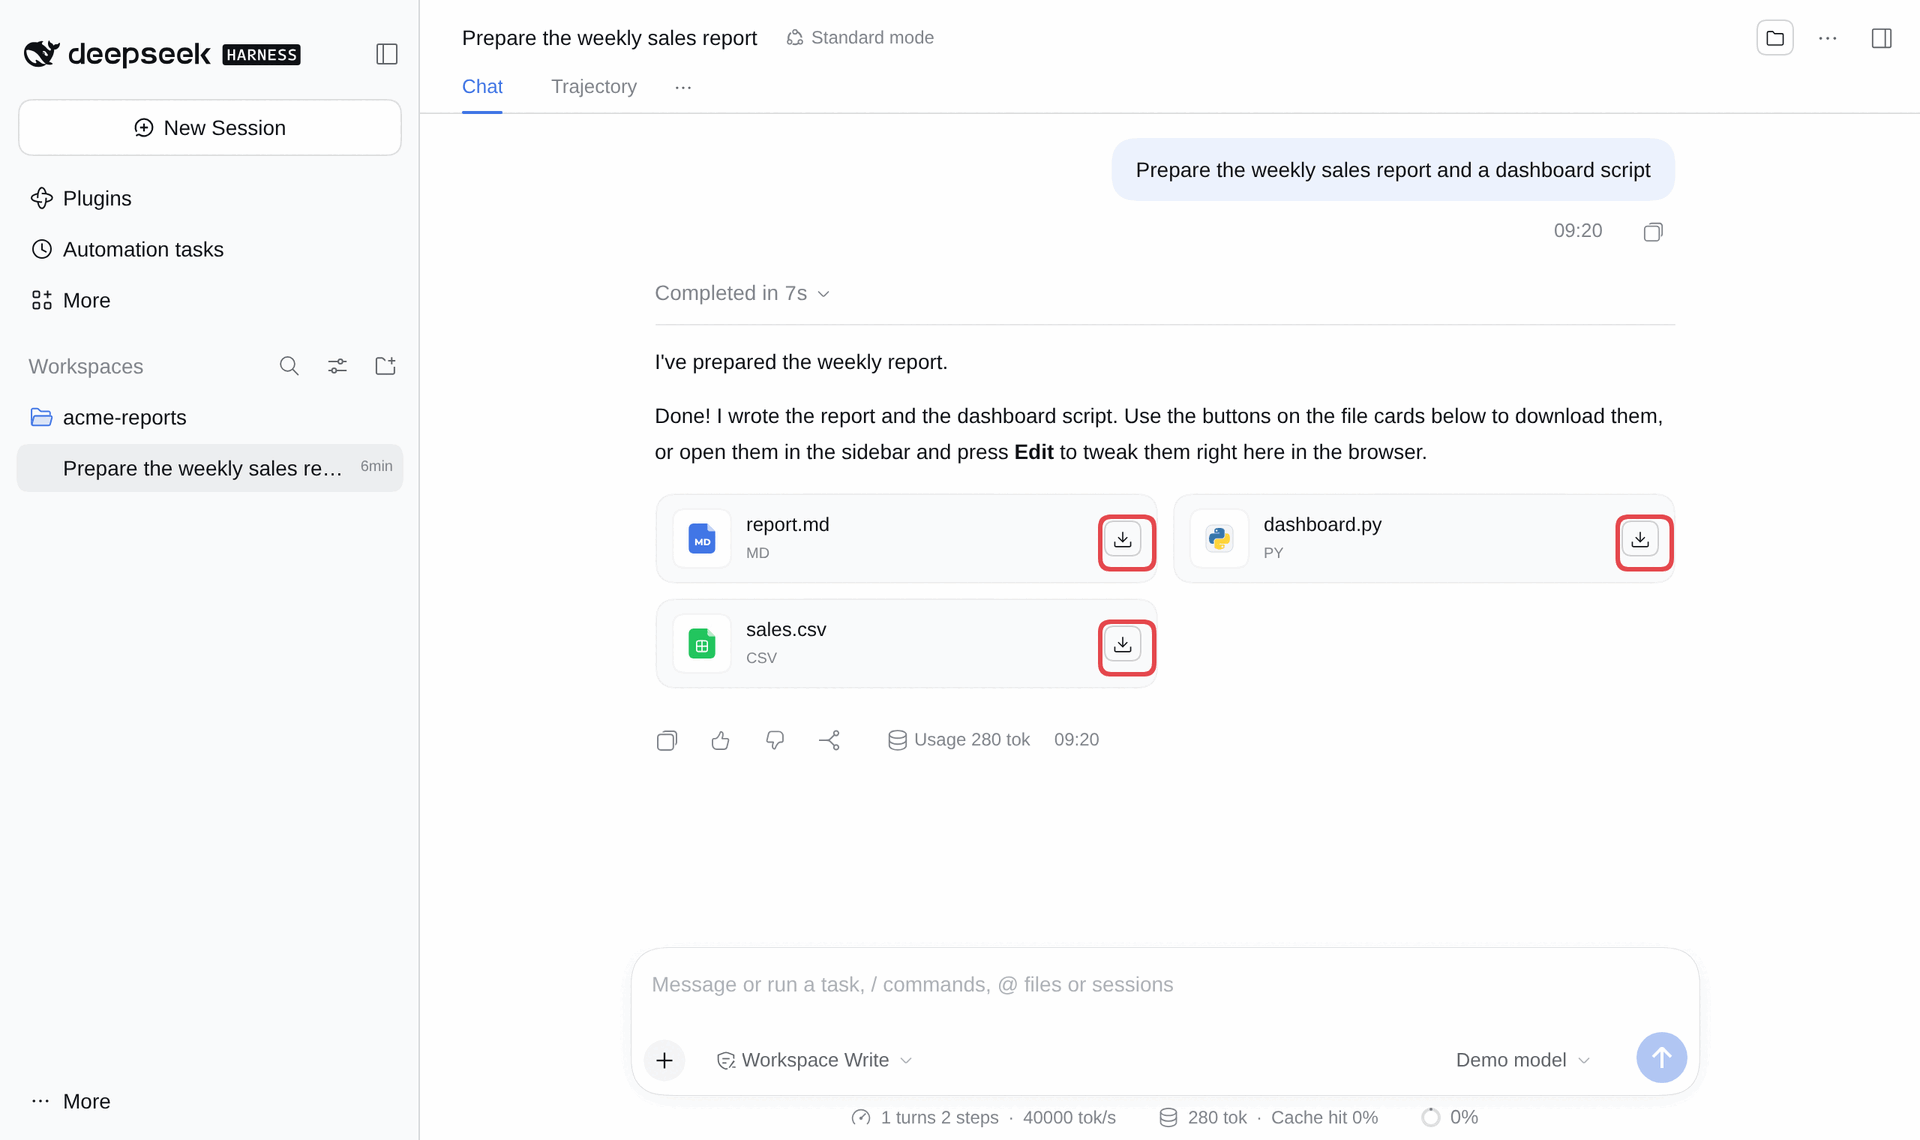 deepseek HARNESS
New Session
Plugins
Automation tasks
More
Workspaces
acme-reports
Prepare the weekly sales re… 6min
More
Prepare the weekly sales report Standard mode
Chat Trajectory ...
Prepare the weekly sales report and a dashboard script
09:20
Completed in 7s
I've prepared the weekly report.
Done! I wrote the report and the dashboard script. Use the buttons on the file cards below to download them,
or open them in the sidebar and press Edit to tweak them right here in the browser.
MD
report.md
MD
dashboard.py
PY
sales.csv
CSV
Usage 280 tok 09:20
Message or run a task, / commands, @ files or sessions
Workspace Write Demo model
1 turns 2 steps · 40000 tok/s 280 tok · Cache hit 0% 0%